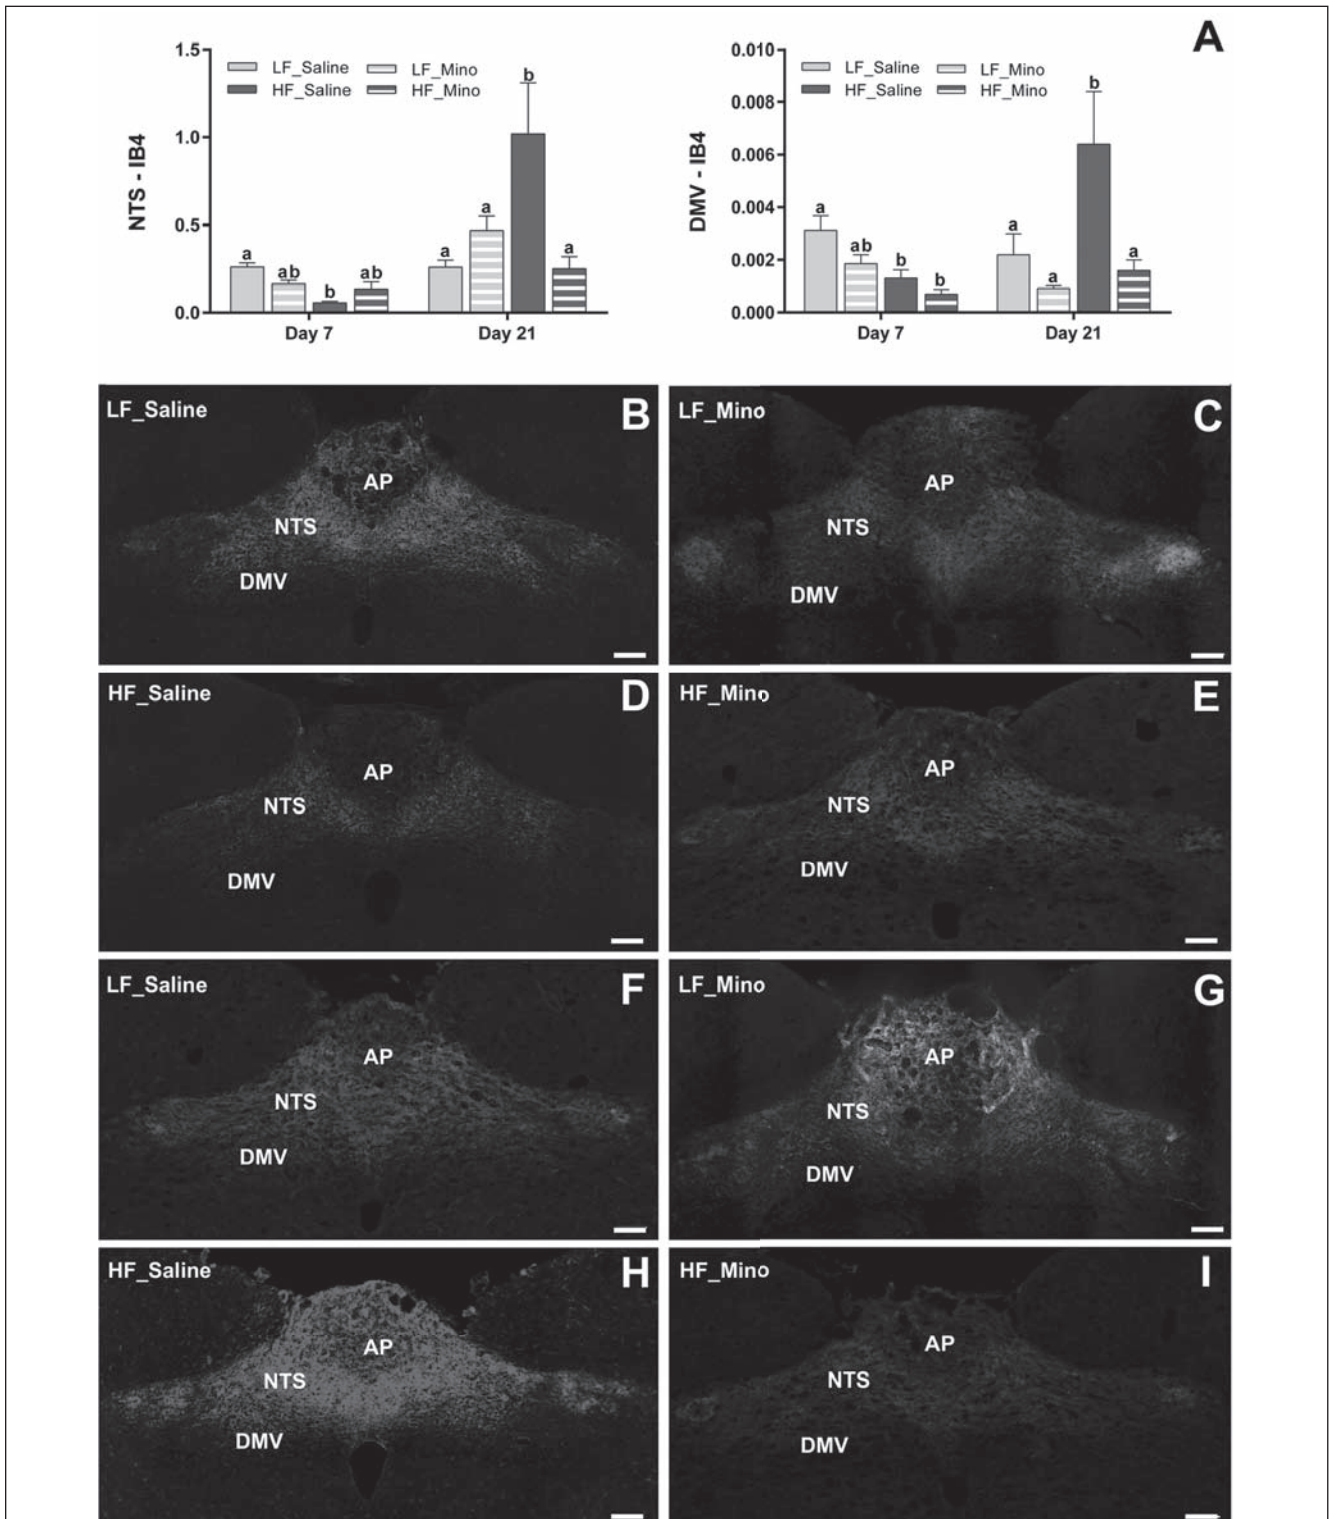 A
1.5
1.0
0.5
0.0
NTS - IB4
LF_Saline LF_Mino
HF_Saline HF_Mino
a ab b ab a a b a
Day 7 Day 21
0.010
0.008
0.006
0.004
0.002
0.000
DMV - IB4
LF_Saline LF_Mino
HF_Saline HF_Mino
a ab b b a a b a
Day 7 Day 21
LF_Saline B
AP
NTS
DMV
LF_Mino C
AP
NTS
DMV
HF_Saline D
AP
NTS
DMV
HF_Mino E
AP
NTS
DMV
LF_Saline F
AP
NTS
DMV
LF_Mino G
AP
NTS
DMV
HF_Saline H
AP
NTS
DMV
HF_Mino I
AP
NTS
DMV